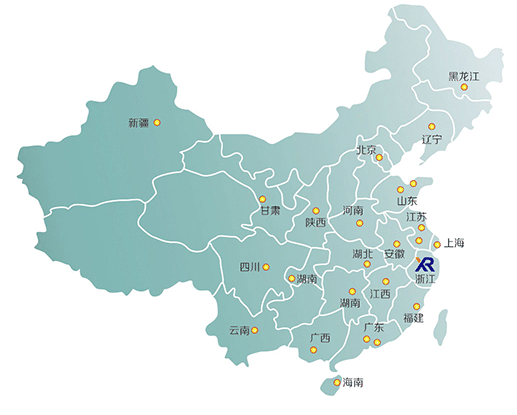 黑龙江
新疆
辽宁
北京
山东
甘肃
河南
陕西
江苏
上海
安徽
湖北
四川
XR
浙江
湖南
江西
湖南
福建
云南
广东
广西
海南